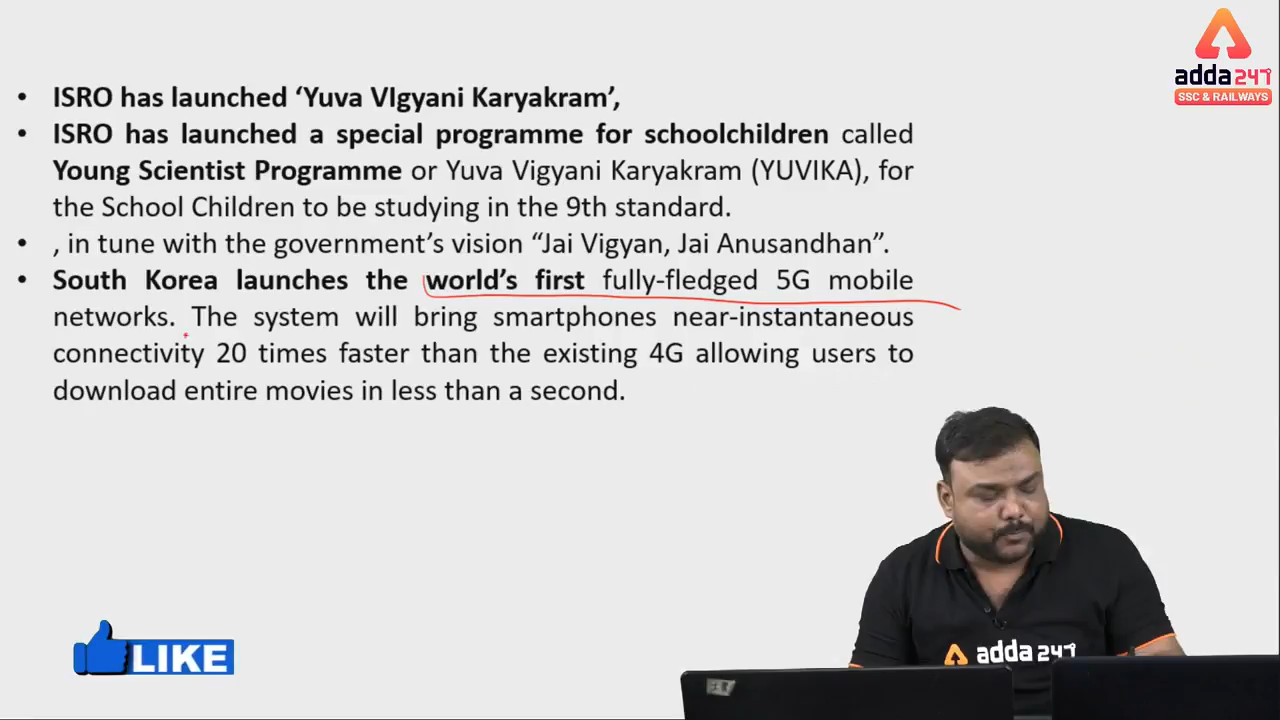 adda247
SSC & RAILWAYS
• ISRO has launched ‘Yuva VIgyani Karyakram’,
• ISRO has launched a special programme for schoolchildren called
Young Scientist Programme or Yuva Vigyani Karyakram (YUVIKA), for
the School Children to be studying in the 9th standard.
• , in tune with the government’s vision “Jai Vigyan, Jai Anusandhan”.
• South Korea launches the world’s first fully-fledged 5G mobile
networks. The system will bring smartphones near-instantaneous
connectivity 20 times faster than the existing 4G allowing users to
download entire movies in less than a second.
adda247
LIKE